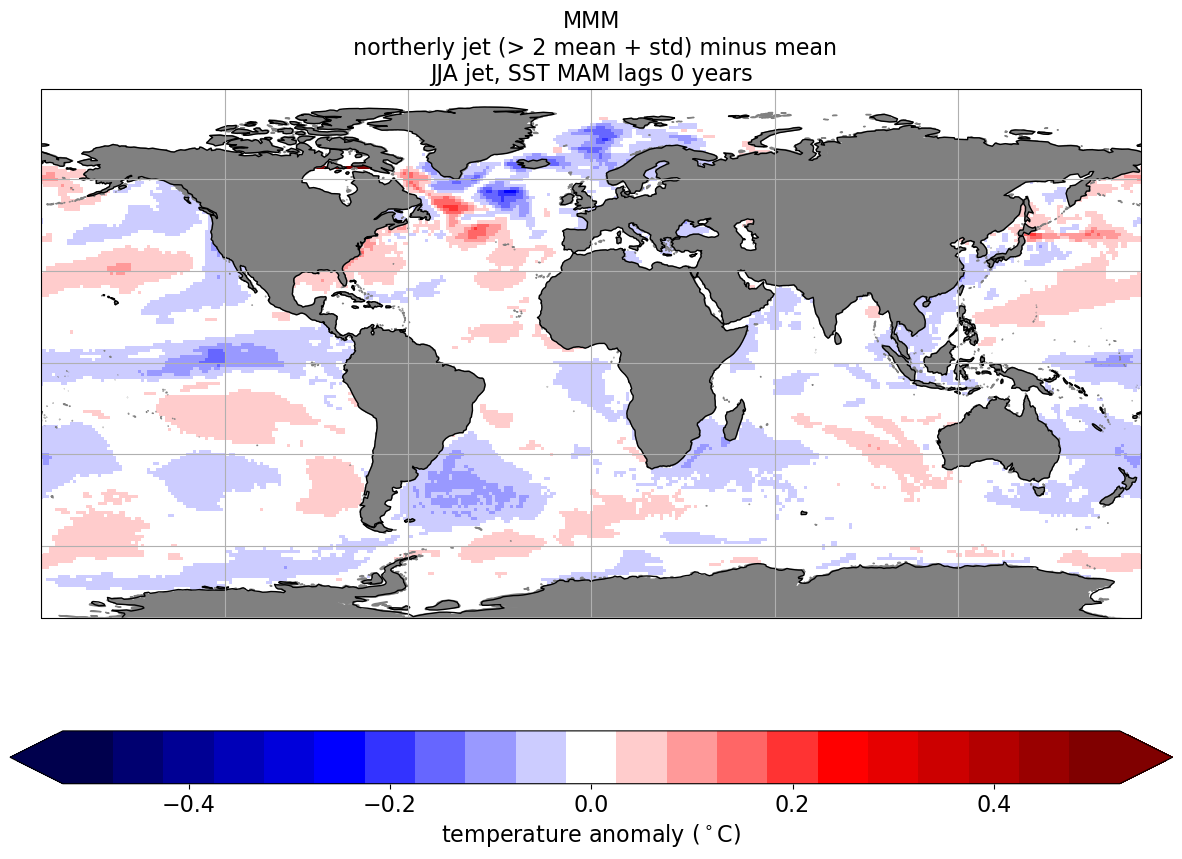 MMM
northerly jet (> 2 mean + std) minus mean
JJA jet, SST MAM lags 0 years
−0.4 −0.2 0.0 0.2 0.4
temperature anomaly (°C)